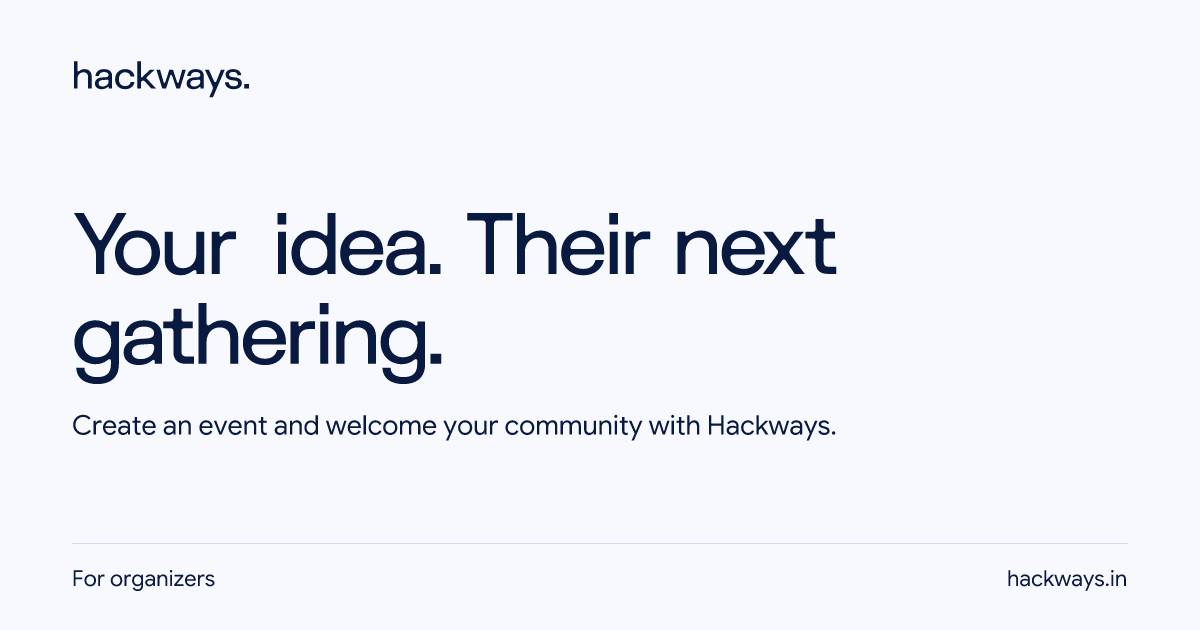 hackways.
Your  idea. Their next
gathering.
Create an event and welcome your community with Hackways.
For organizers
hackways.in